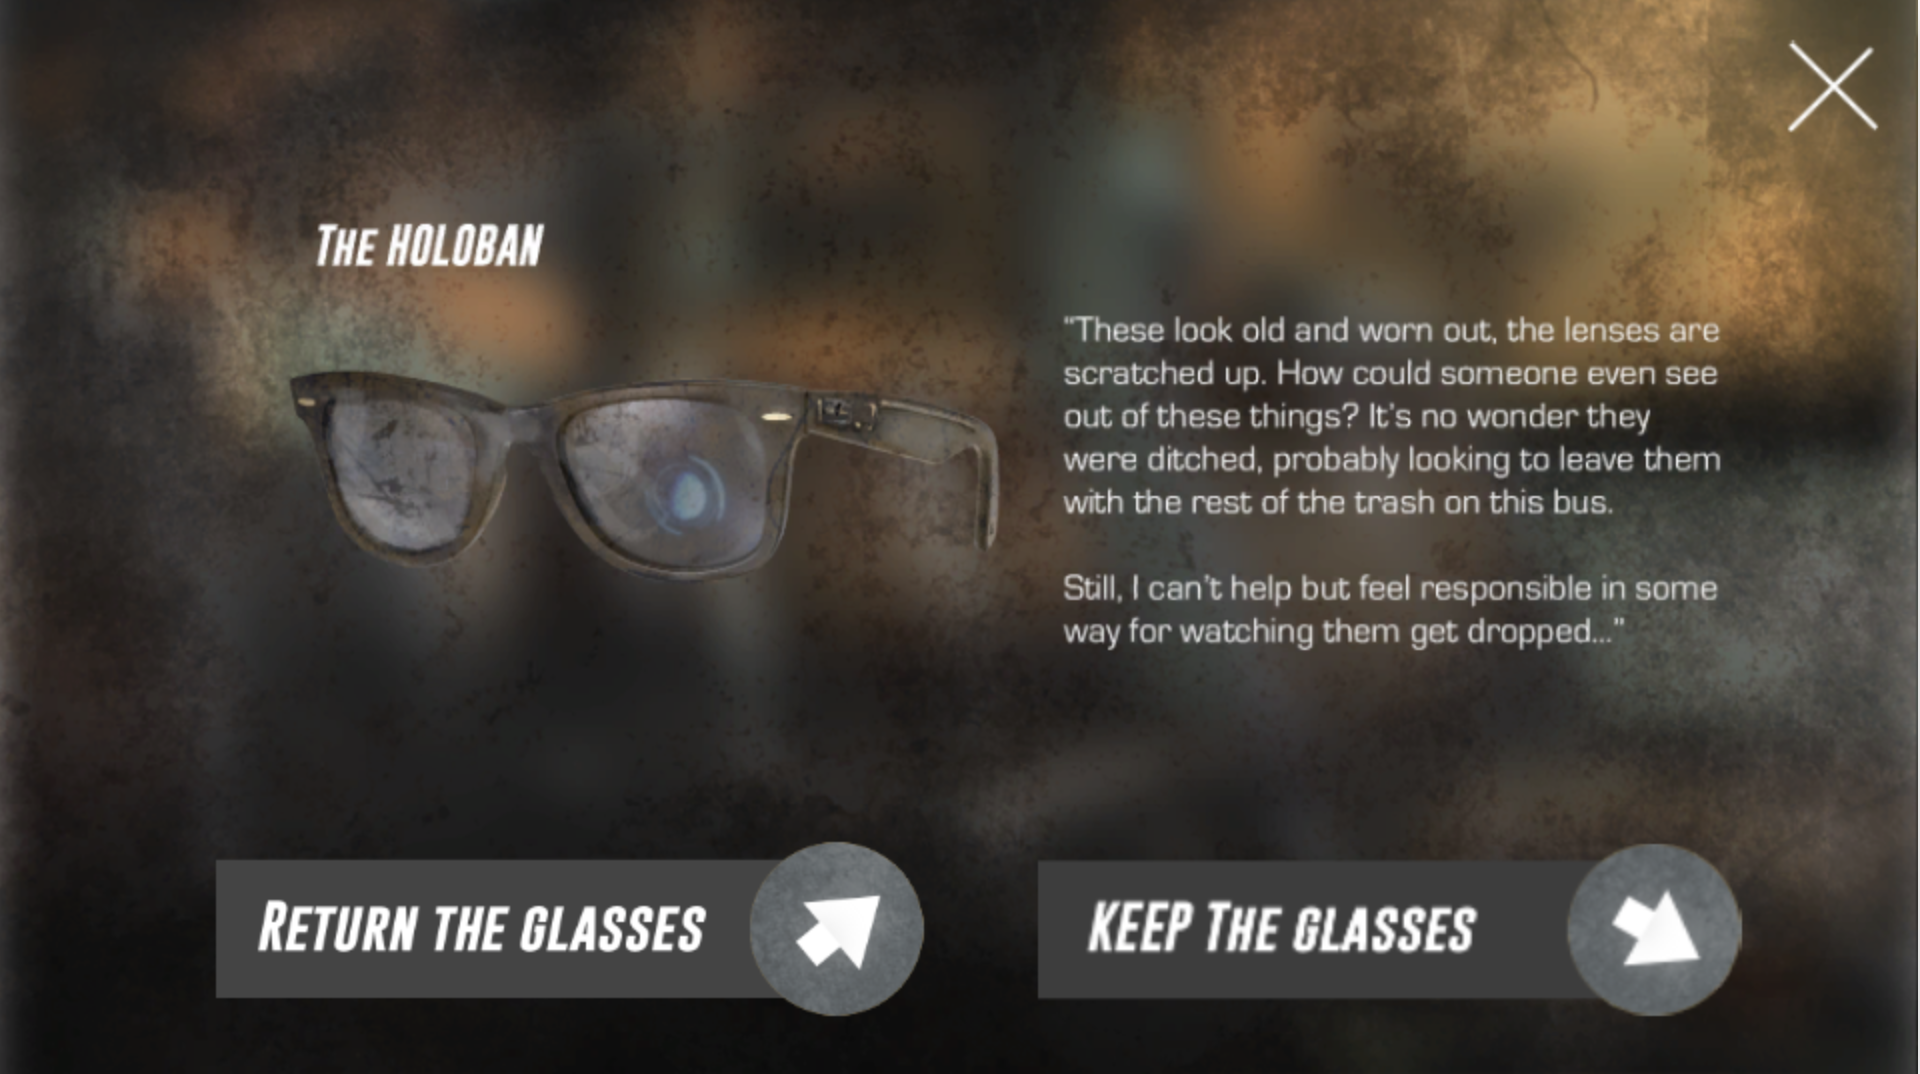 The HOLOBAN
“These look old and worn out, the lenses are
scratched up. How could someone even see
out of these things? It’s no wonder they
were ditched, probably looking to leave them
with the rest of the trash on this bus.
Still, I can’t help but feel responsible in some
way for watching them get dropped...”
Return the glasses
KEEP The glasses